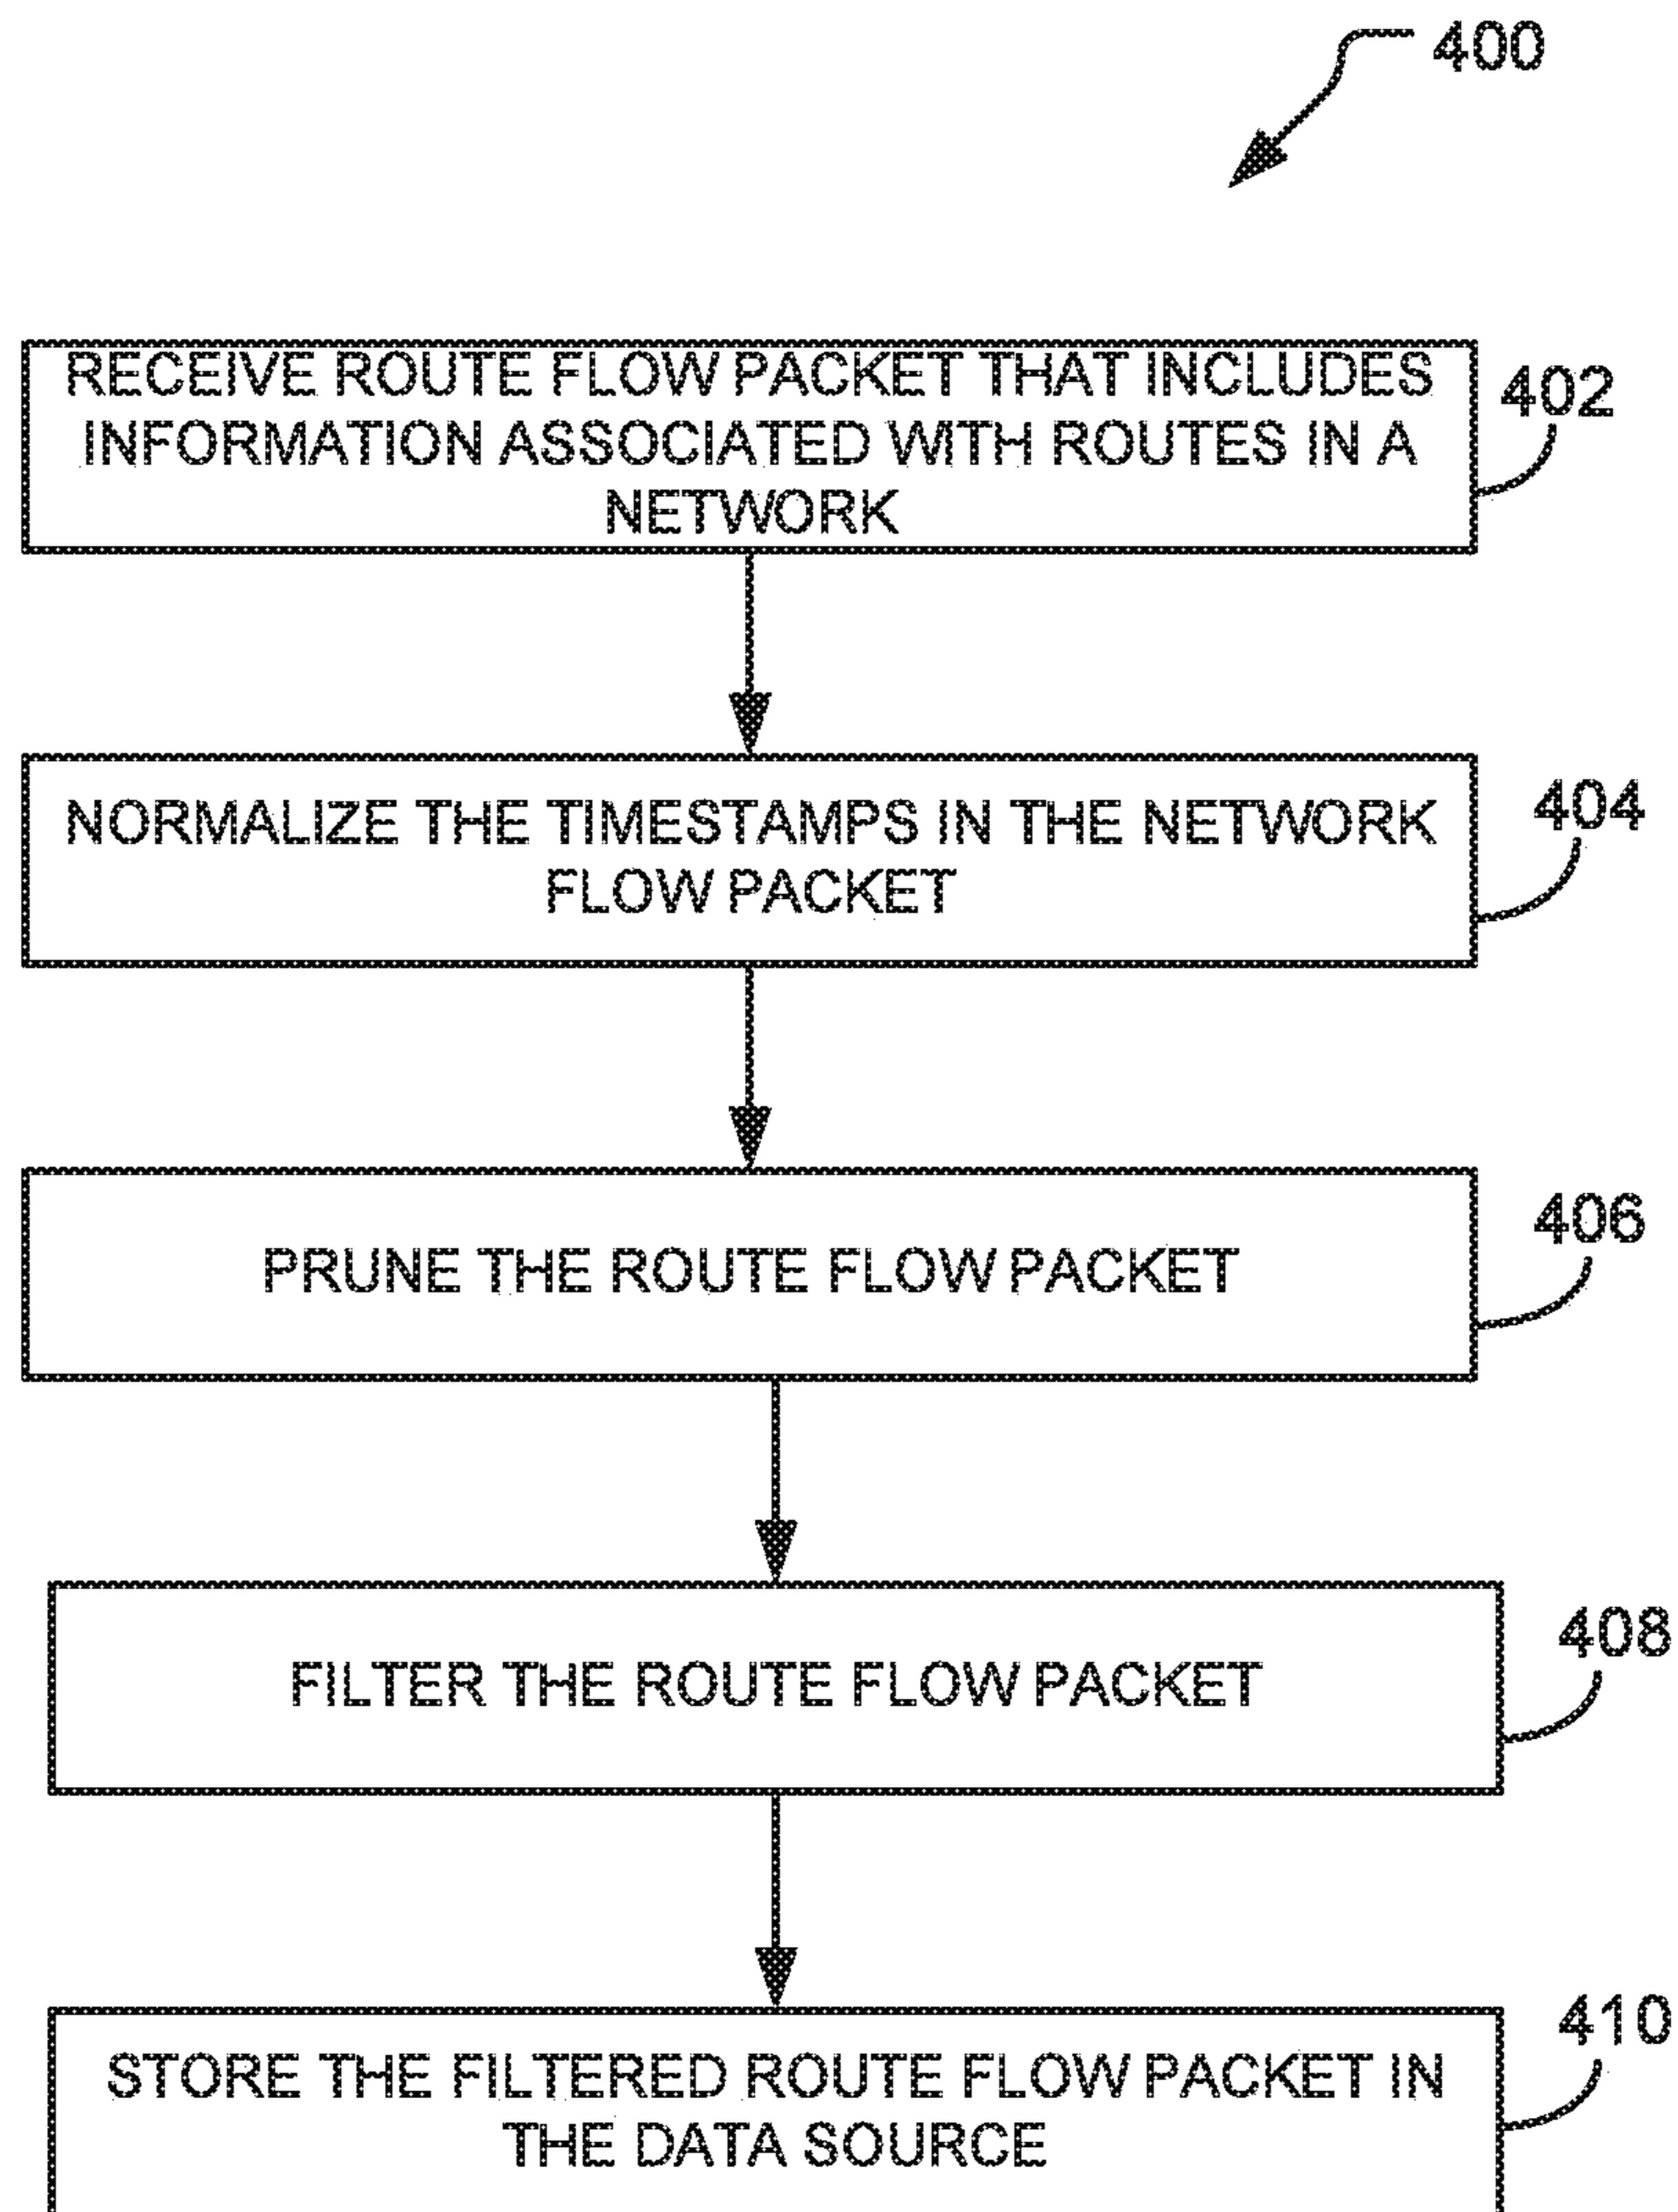 400
RECEIVE ROUTE FLOW PACKET THAT INCLUDES
INFORMATION ASSOCIATED WITH ROUTES IN A
NETWORK
402
NORMALIZE THE TIMESTAMPS IN THE NETWORK
FLOW PACKET
404
PRUNE THE ROUTE FLOW PACKET
406
FILTER THE ROUTE FLOW PACKET
408
STORE THE FILTERED ROUTE FLOW PACKET IN
THE DATA SOURCE
410